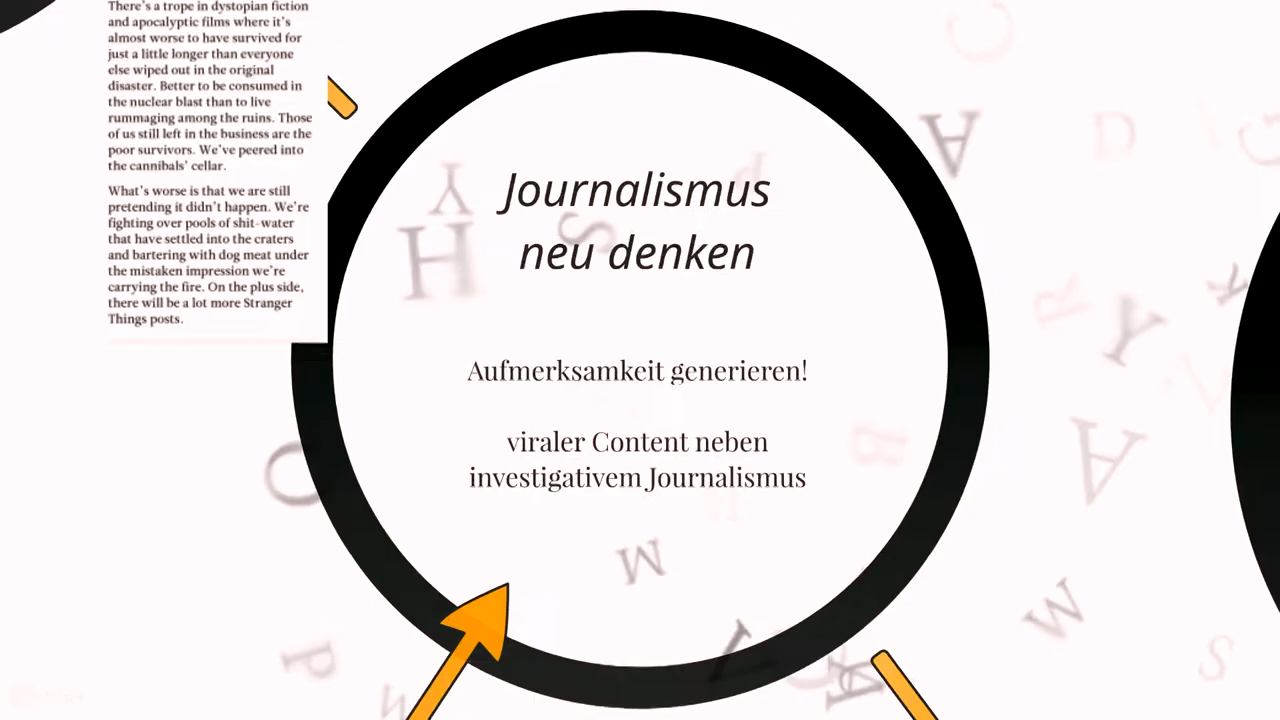 There's a trope in dystopian fiction
and apocalyptic films where it's
almost worse to have survived for
just a little longer than everyone
else wiped out in the original
disaster. Better to be consumed in
the nuclear blast than to live
rummaging among the ruins. Those
of us still left in the business are the
poor survivors. We've peered into
the cannibals' cellar.
What's worse is that we are still
pretending it didn't happen. We're
fighting over pools of shit-water
that have settled into the craters
and bartering with dog meat under
the mistaken impression we're
carrying the fire. On the plus side,
there will be a lot more Stranger
Things posts.
Journalismus
neu denken
Aufmerksamkeit generieren!
viraler Content neben
investigativem Journalismus